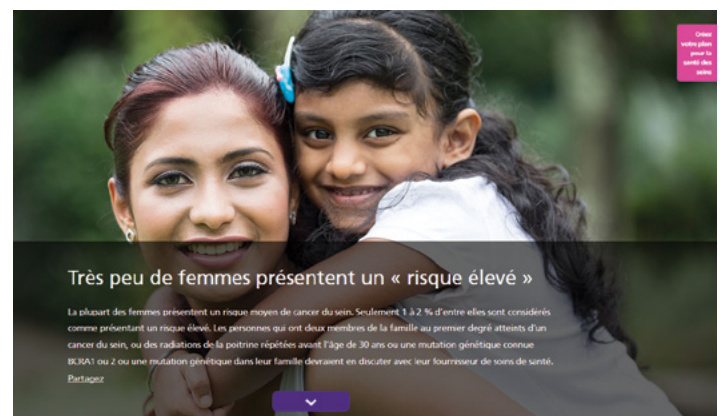 Créez
votre plan
pour la
santé des
seins
Très peu de femmes présentent un « risque élevé »
La plupart des femmes présentent un risque moyen de cancer du sein. Seulement 1 à 2 % d'entre elles sont considérés
comme présentant un risque élevé. Les personnes qui ont deux membres de la famille au premier degré atteints d'un
cancer du sein, ou des radiations de la poitrine répétées avant l'âge de 30 ans ou une mutation génétique connue
BCRA1 ou 2 ou une mutation génétique dans leur famille devraient en discuter avec leur fournisseur de soins de santé.
Partagez